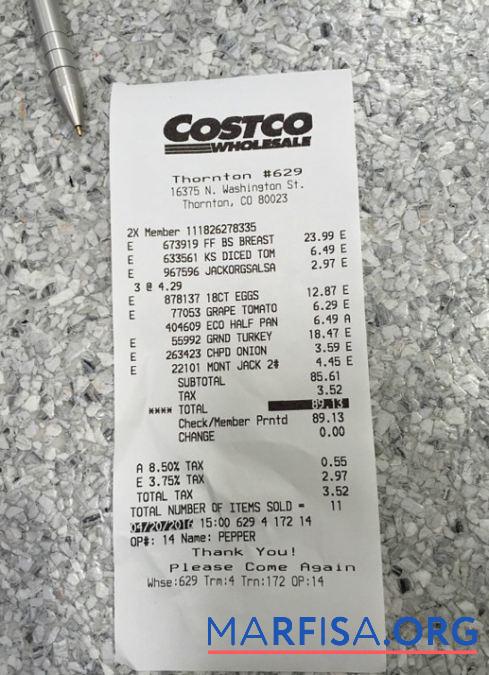 COSTCO
WHOLESALE
Thornton #629
16375 N. Washington St.
Thornton, CO 80023
2X Member 111826278335
E 673919 FF BS BREAST 23.99 E
E 633561 KS DICED TOM 6.49 E
E 967596 JACKORGSALSA 2.97 E
3 @ 4.29
E 878137 18CT EGGS 12.87 E
E 77053 GRAPE TOMATO 6.29 E
404609 ECO HALF PAN 6.49 A
E 55992 GRND TURKEY 18.47 E
E 263423 CHPD ONION 3.59 E
E 22101 MONT JACK 2# 4.45 E
SUBTOTAL 85.61
TAX 3.52
**** TOTAL 89.13
Check/Member Prntd 89.13
CHANGE 0.00
A 8.50% TAX 0.55
E 3.75% TAX 2.97
TOTAL TAX 3.52
TOTAL NUMBER OF ITEMS SOLD = 11
04/20/2016 15:00 629 4 172 14
OP#: 14 Name: PEPPER
Thank You!
Please Come Again
Whse:629 Trm:4 Trn:172 OP:14
MARFISA.ORG